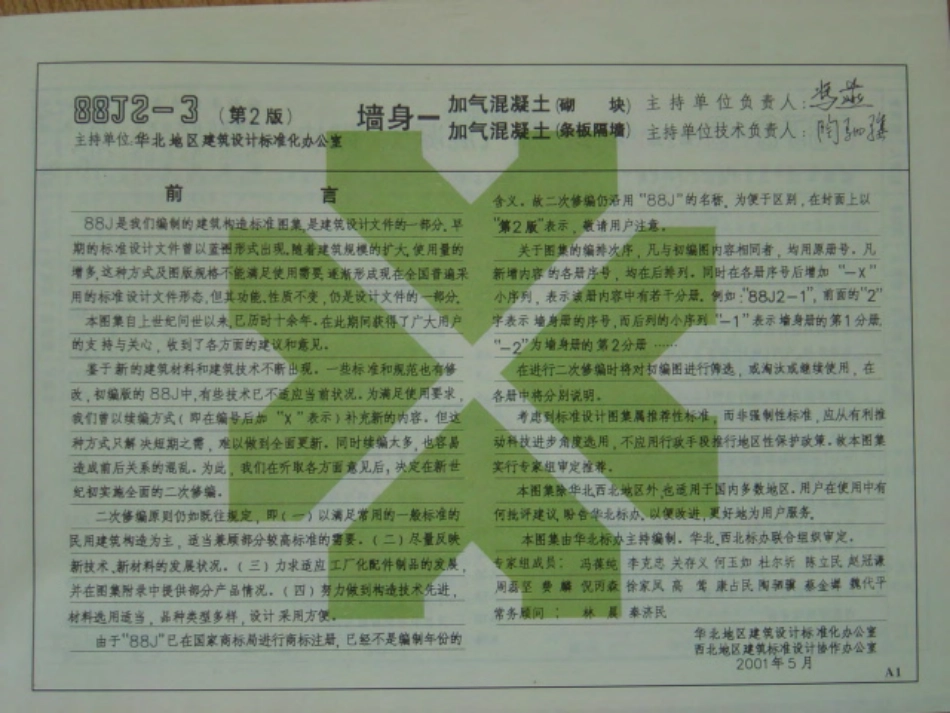 88J2-3 (第2版)
墙身—
加气混凝土(砌 块)
加气混凝土(条板隔墙)
主持单位负责人:
主持单位技术负责人:
主持单位:华北地区建筑设计标准化办公室
前 言
88J是我们编制的建筑构造标准图集,是建筑设计文件的一部分。早
期的标准设计文件曾以蓝图形式出现。随着建筑规模的扩大,使用量的
增多,这种方式及图版规格不能满足使用需要,逐渐形成现在全国普遍采
用的标准设计文件形态,但其功能、性质不变,仍是设计文件的一部分。
本图集自上世纪问世以来,已历时十余年。在此期间获得了广大用户
的支持与关心,收到了各方面的建议和意见。
鉴于新的建筑材料和建筑技术不断出现。一些标准和规范也有修
改,初编版的88J中,有些技术已不适应当前状况。为满足使用要求,
我们曾以续编方式(即在编号后加“X”表示)补充新的内容。但这
种方式只解决短期之需,难以做到全面更新。同时续编太多,也容易
造成前后关系的混乱。为此,我们在听取各方面意见后,决定在新世
纪初实施全面的二次修编。
二次修编原则仍如既往规定,即(一)以满足常用的一般标准的
民用建筑构造为主,适当兼顾部分较高标准的需要。(二)尽量反映
新技术、新材料的发展状况。(三)力求适应工厂化配件制品的发展,
并在图集附录中提供部分产品情况。(四)努力做到构造技术先进,
材料选用适当,品种类型多样,设计采用方便。
由于“88J”已在国家商标局进行商标注册,已经不是编制年份的
含义。故二次修编仍沿用“88J”的名称,为便于区别,在封面上以
“第2版”表示,敬请用户注意。
关于图集的编排次序,凡与初编图内容相同者,均用原册号。凡
新增内容的各册序号,均在后排列。同时在各册序号后增加“-X”
小序列,表示该册内容中有若干分册。例如:“88J2-1”,前面的“2”
字表示墙身册的序号,而后列的小序列“-1”表示墙身册的第1分册,
“-2”为墙身册的第2分册……
在进行二次修编时将对初编图进行筛选,或淘汰或继续使用,在
各册中将分别说明。
考虑到标准设计图集属推荐性标准,而非强制性标准,应从有利推
动科技进步角度选用,不应用行政手段推行地区性保护政策。故本图集
实行专家组审定推荐。
本图集除华北、西北地区外,也适用于国内多数地区。用户在使用中有
何批评建议,盼告华北标办,以便改进,更好地为用户服务。
本图集由华北标办主持编制。华北、西北标办联合组织审定。
专家组成员: 冯葆纯 李克忠 关存义 何玉如 杜尔圻 陈立民 赵冠谦
周磊坚 费麟 倪丙森 徐家凤 高 莺 康占民 陶驷骥 蔡金墀 魏代平
常务顾问: 林 晨 秦济民
华北地区建筑设计标准化办公室
西北地区建筑标准设计协作办公室
2001年5月
A1